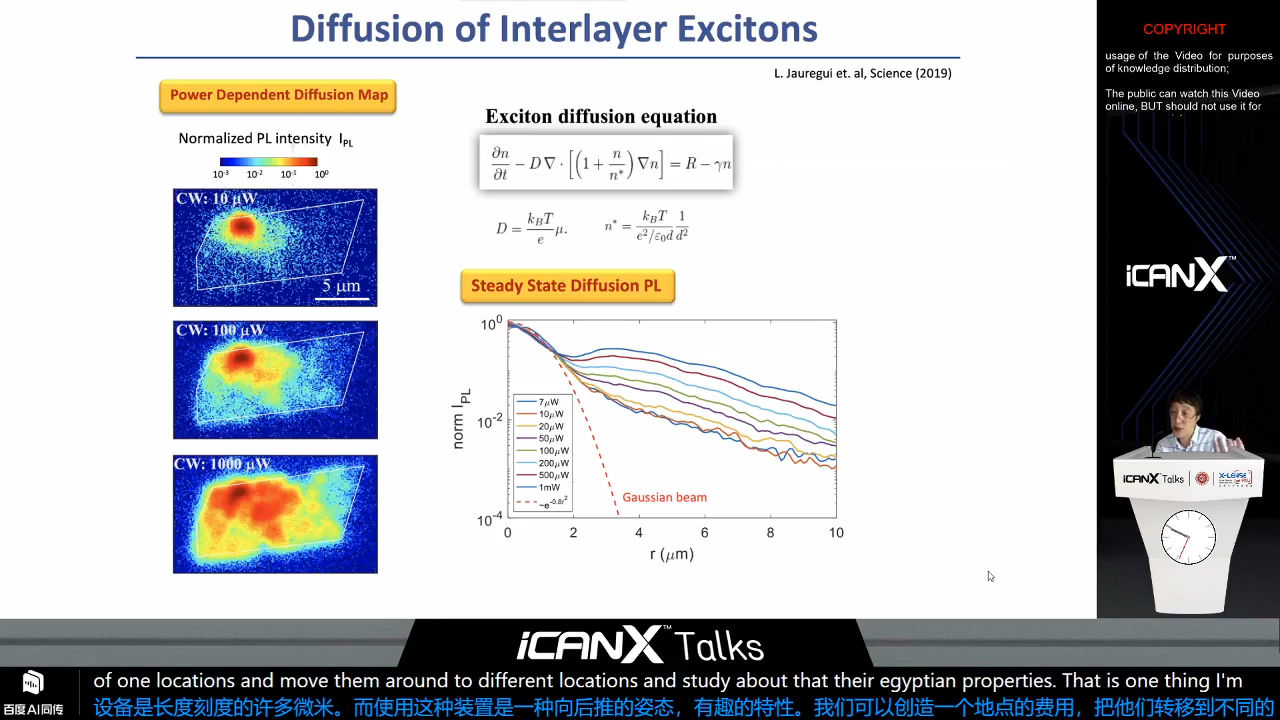 Diffusion of Interlayer Excitons
L. Jauregui et. al, Science (2019)
Power Dependent Diffusion Map
Normalized PL intensity I_PL
10^-3 10^-2 10^-1 10^0
CW: 10 μW
5 μm
CW: 100 μW
CW: 1000 μW
Exciton diffusion equation
∂n/∂t − D∇ · [(1 + n/n*) ∇n] = R − γn
D = k_BT/e μ. n* = k_BT/(e²/ε₀d) 1/d²
Steady State Diffusion PL
norm I_PL
10^0
10^-2
10^-4
7μW
10μW
20μW
50μW
100μW
200μW
500μW
1mW
~e^-0.8r²
Gaussian beam
0 2 4 6 8 10
r (μm)
COPYRIGHT
usage of the Video for purposes
of knowledge distribution;
The public can watch this Video
online, BUT should not use it for
iCANX™
iCANX Talks
iCANX™ Talks
百度AI同传
of one locations and move them around to different locations and study about that their egyptian properties. That is one thing I'm
设备是长度刻度的许多微米。而使用这种装置是一种向后推的姿态，有趣的特性。我们可以创造一个地点的费用，把他们转移到不同的